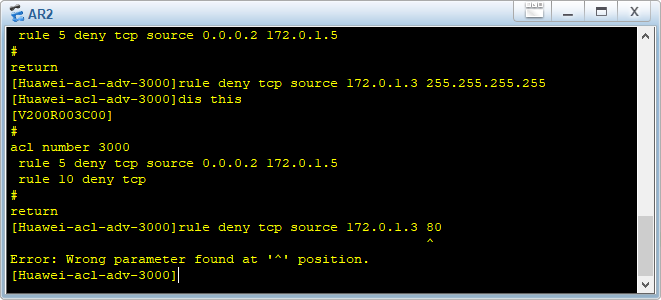 AR2
rule 5 deny tcp source 0.0.0.2 172.0.1.5
#
return
[Huawei-acl-adv-3000]rule deny tcp source 172.0.1.3 255.255.255.255
[Huawei-acl-adv-3000]dis this
[V200R003C00]
#
acl number 3000
 rule 5 deny tcp source 0.0.0.2 172.0.1.5
 rule 10 deny tcp
#
return
[Huawei-acl-adv-3000]rule deny tcp source 172.0.1.3 80
^
Error: Wrong parameter found at '^' position.
[Huawei-acl-adv-3000]